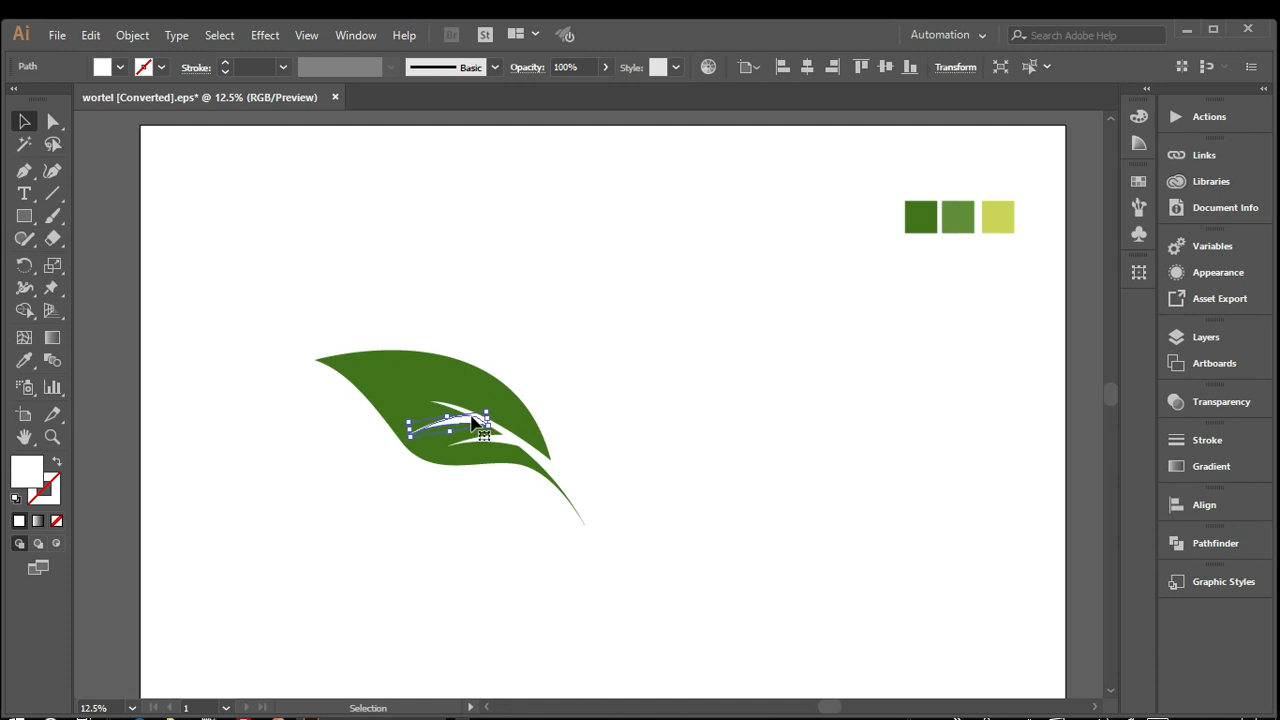 Ai File Edit Object Type Select Effect View Window Help Br St Automation Search Adobe Help
Path Stroke: Basic Opacity: 100% Style: Transform
wortel [Converted].eps* @ 12.5% (RGB/Preview)
Actions
Links
Libraries
Document Info
Variables
Appearance
Asset Export
Layers
Artboards
Transparency
Stroke
Gradient
Align
Pathfinder
Graphic Styles
12.5% 1 Selection